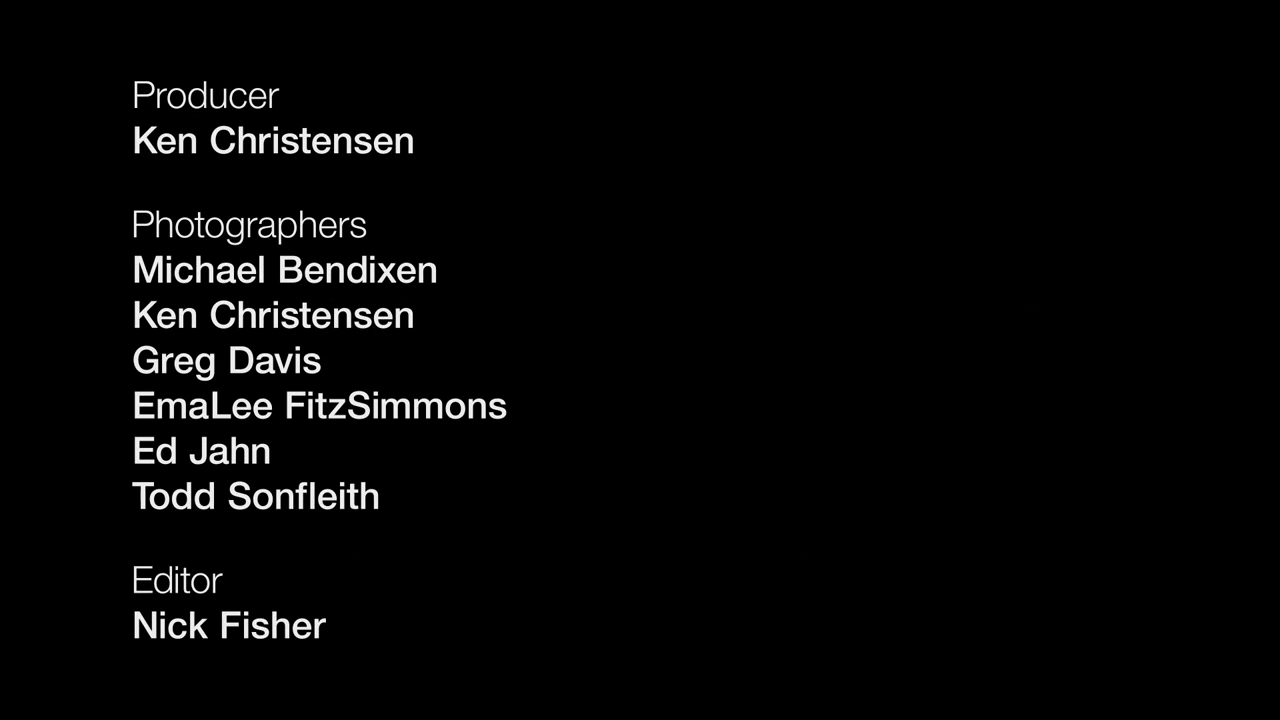 Producer
Ken Christensen
Photographers
Michael Bendixen
Ken Christensen
Greg Davis
EmaLee FitzSimmons
Ed Jahn
Todd Sonfleith
Editor
Nick Fisher